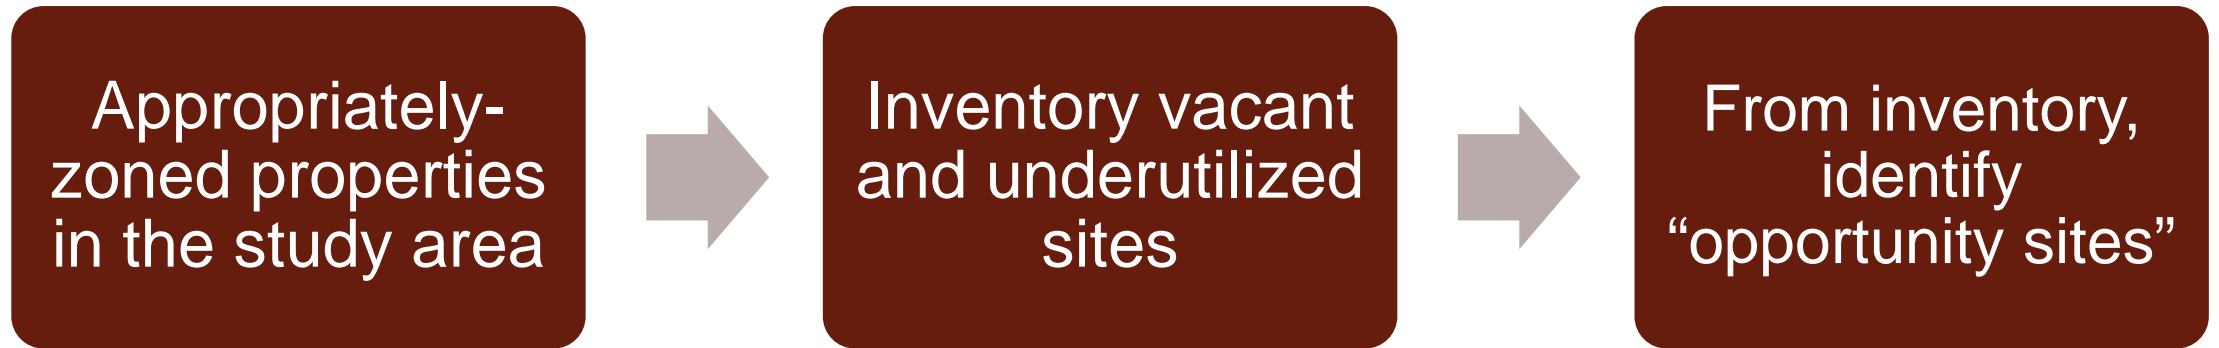 Appropriately-
zoned properties
in the study area
Inventory vacant
and underutilized
sites
From inventory,
identify
“opportunity sites”